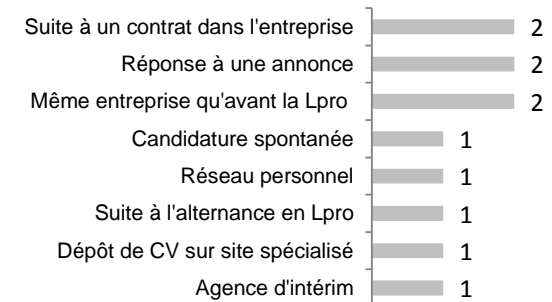 Suite à un contrat dans l'entreprise 2
Réponse à une annonce 2
Même entreprise qu'avant la Lpro 2
Candidature spontanée 1
Réseau personnel 1
Suite à l'alternance en Lpro 1
Dépôt de CV sur site spécialisé 1
Agence d'intérim 1